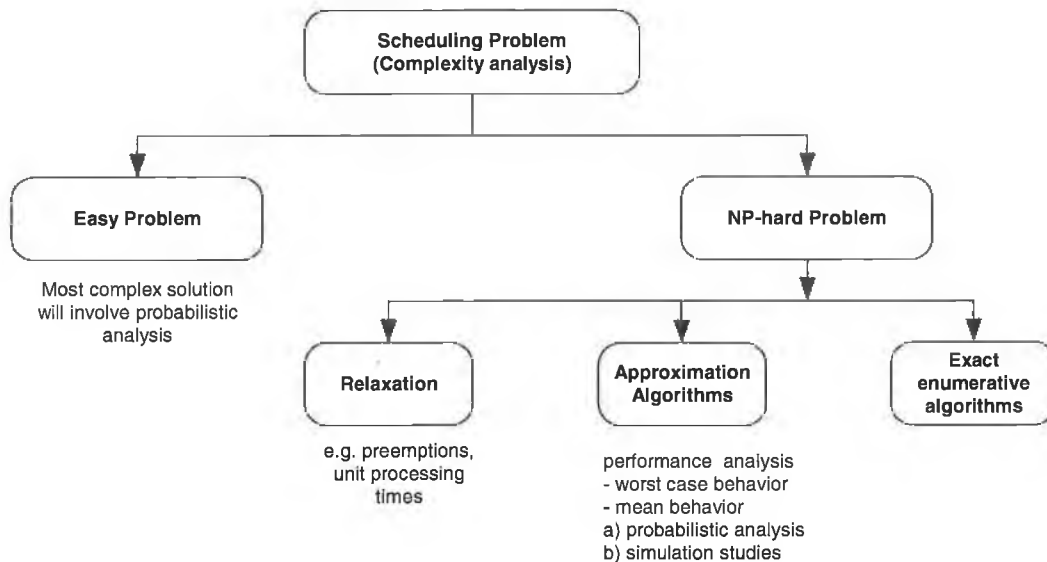 Scheduling Problem
(Complexity analysis)
Easy Problem
NP-hard Problem
Most complex solution
will involve probabilistic
analysis
Relaxation
Approximation
Algorithms
Exact
enumerative
algorithms
e.g. preemptions,
unit processing
times
performance analysis
- worst case behavior
- mean behavior
a) probabilistic analysis
b) simulation studies